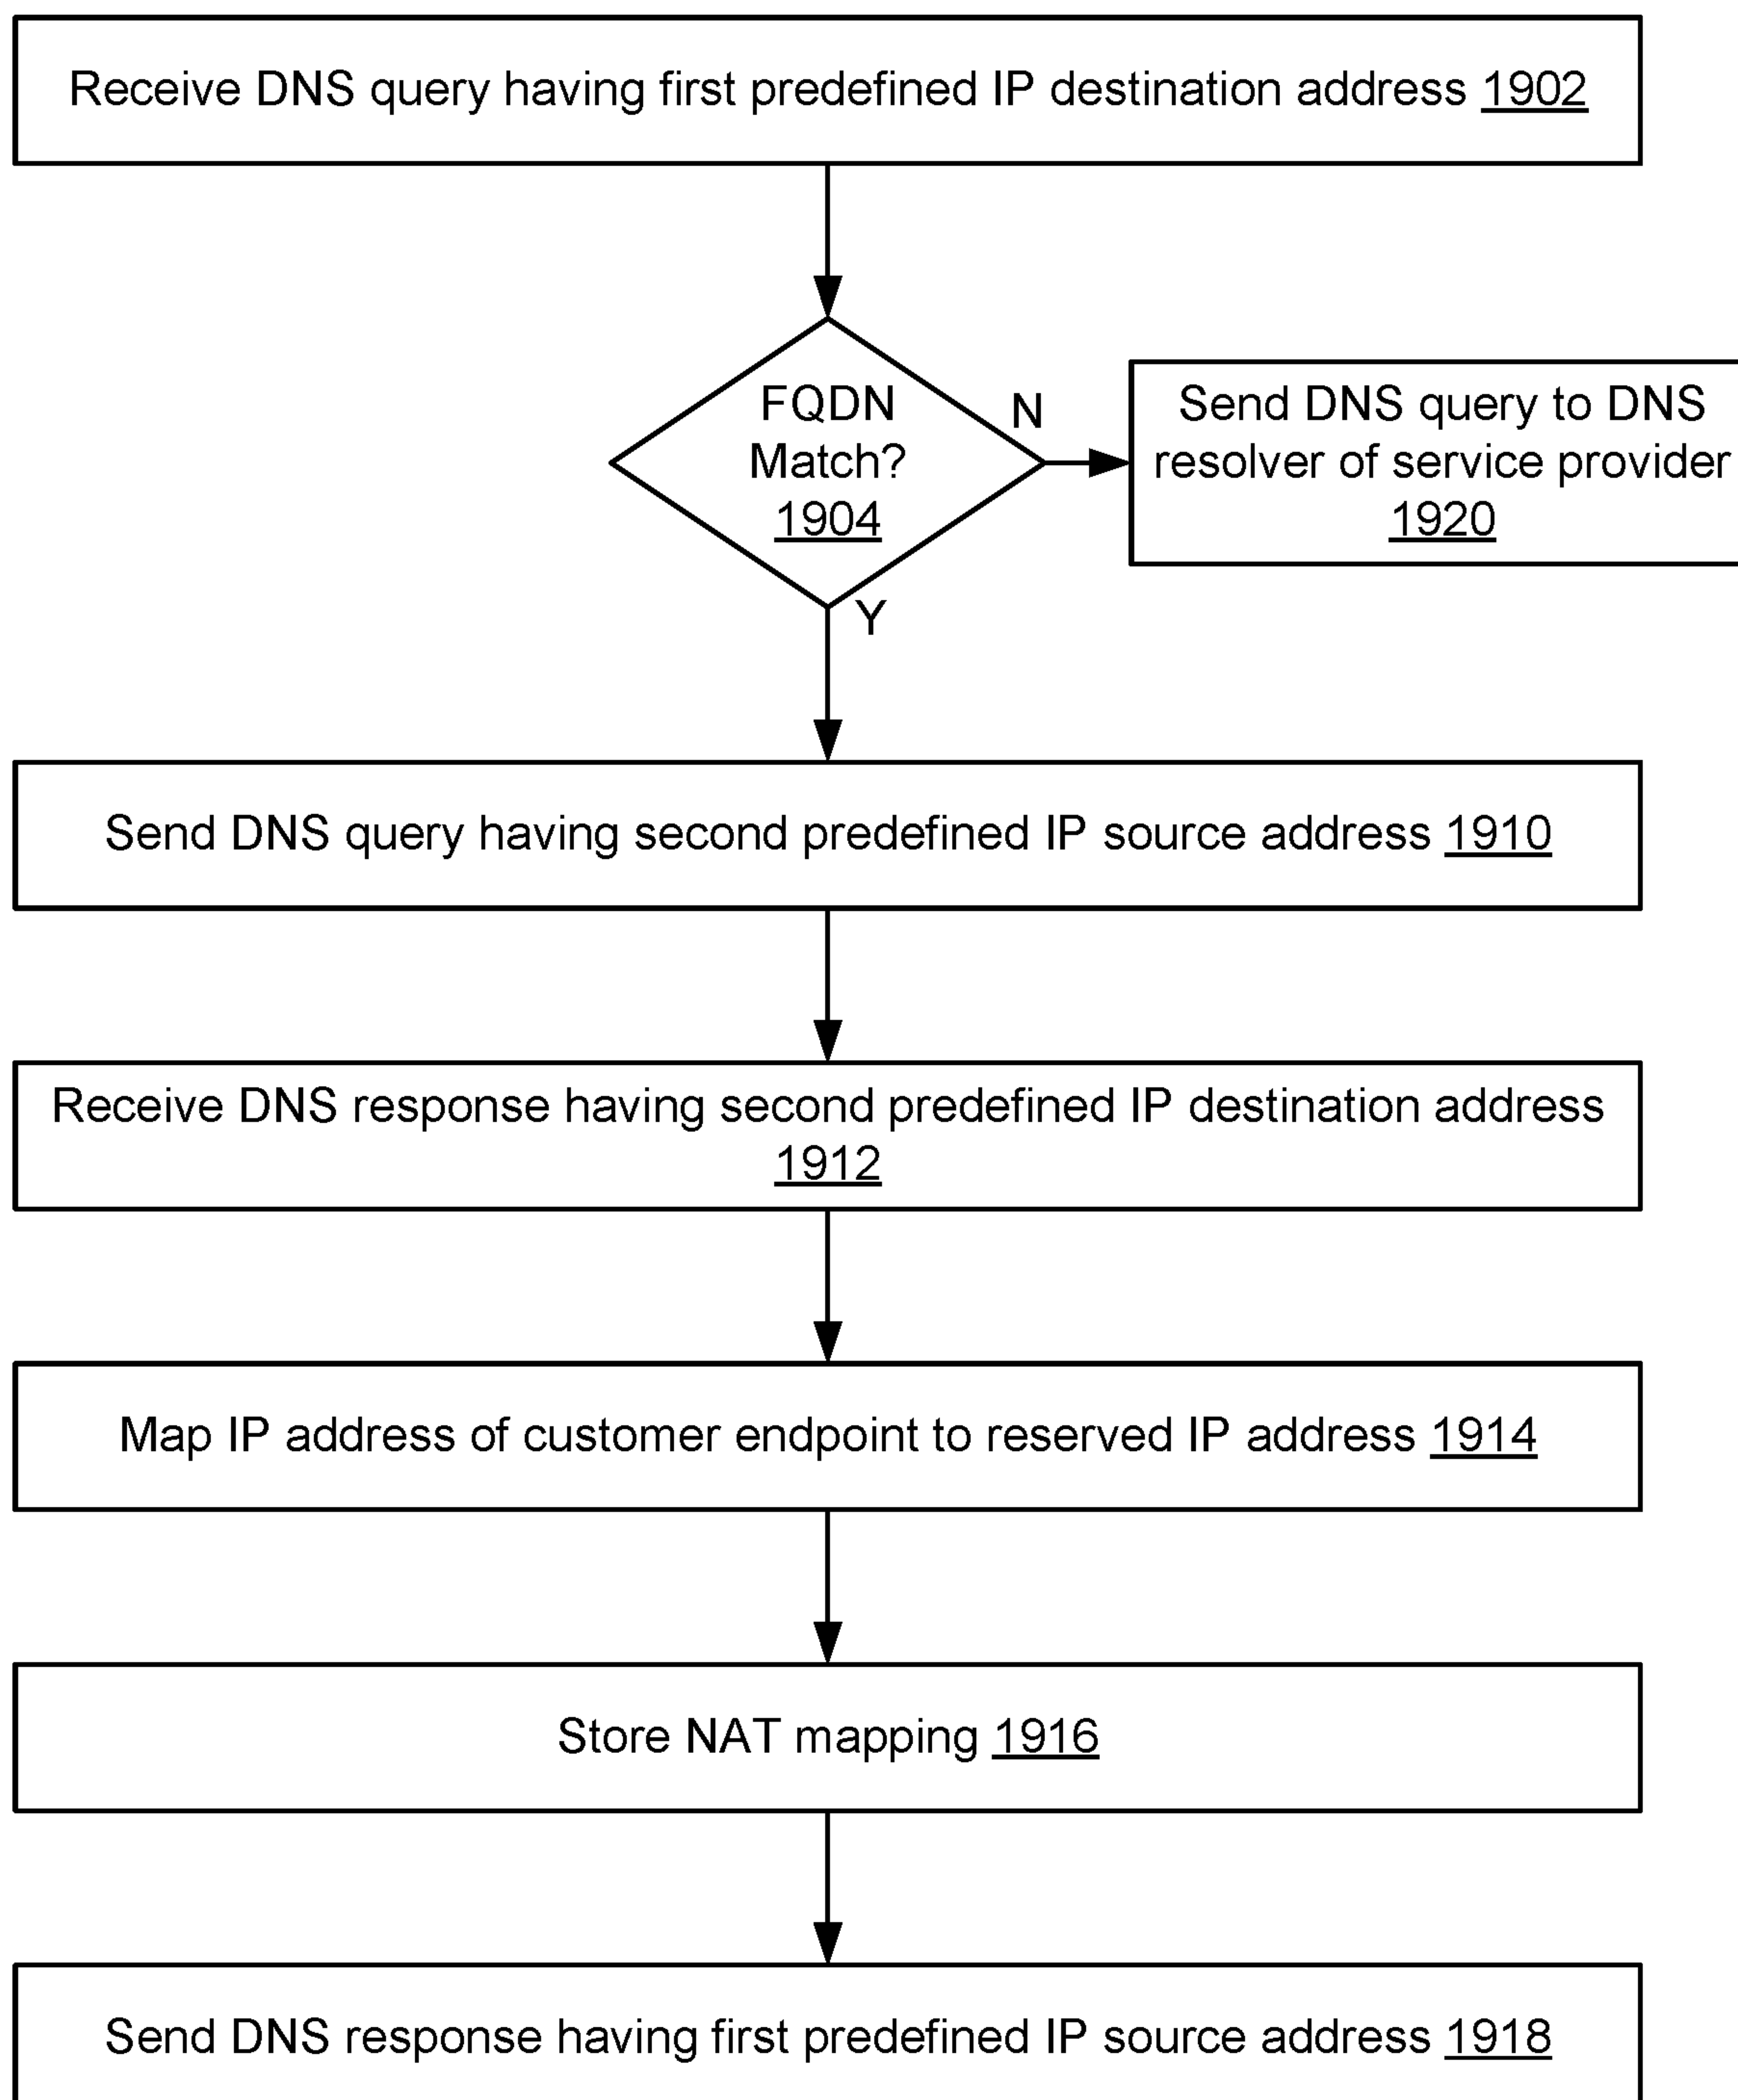 Receive DNS query having first predefined IP destination address 1902
FQDN
Match?
1904
N
Send DNS query to DNS
resolver of service provider
1920
Y
Send DNS query having second predefined IP source address 1910
Receive DNS response having second predefined IP destination address
1912
Map IP address of customer endpoint to reserved IP address 1914
Store NAT mapping 1916
Send DNS response having first predefined IP source address 1918